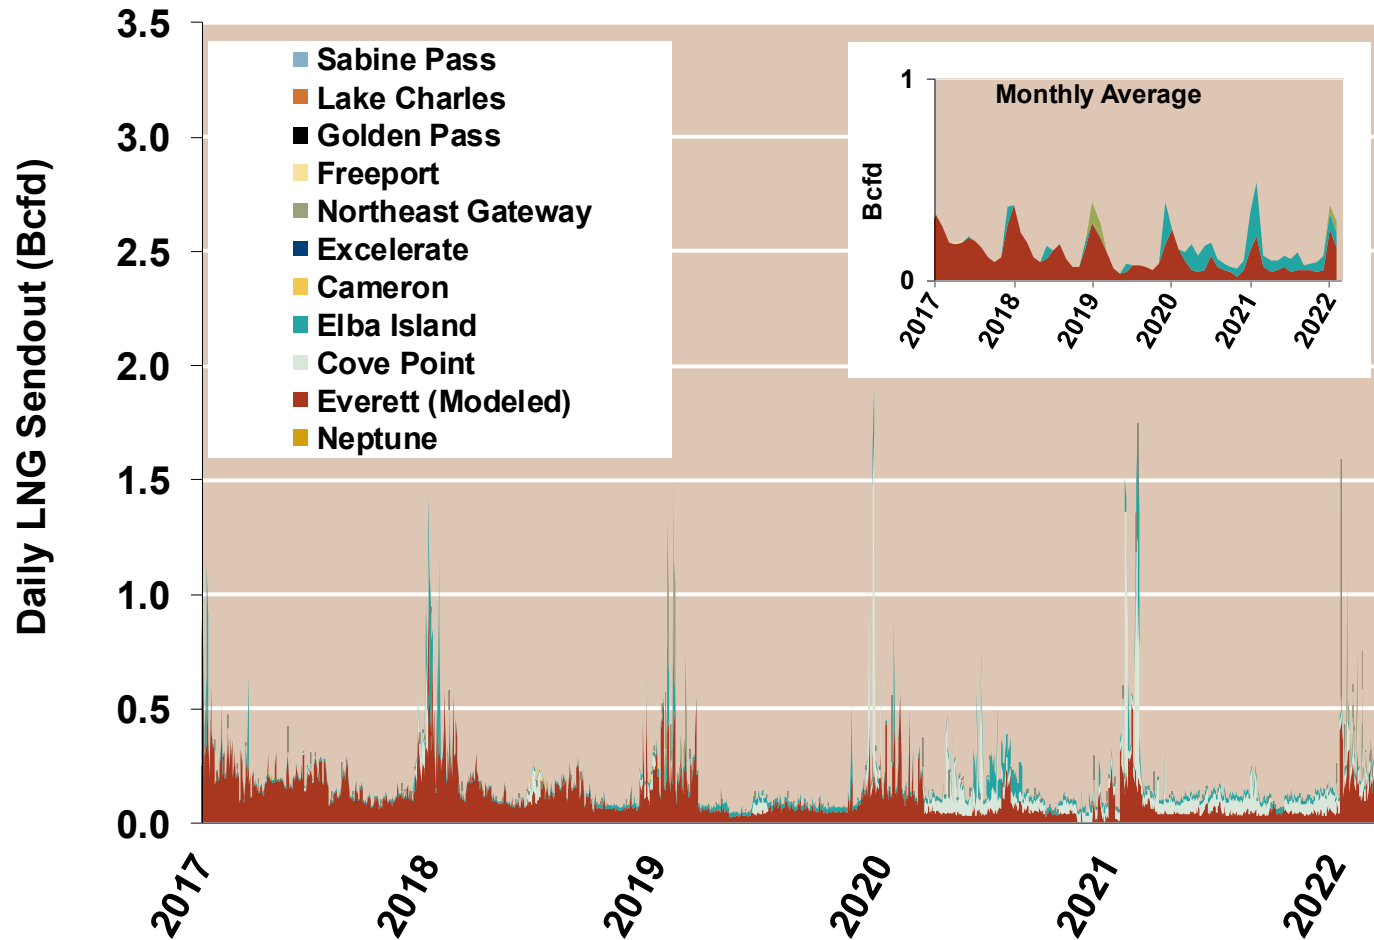 3.5
3.0
2.5
2.0
1.5
1.0
0.5
0.0
Daily LNG Sendout (Bcfd)
Sabine Pass
Lake Charles
Golden Pass
Freeport
Northeast Gateway
Excelerate
Cameron
Elba Island
Cove Point
Everett (Modeled)
Neptune
Monthly Average
1
0
Bcfd
2017
2018
2019
2020
2021
2022
2017
2018
2019
2020
2021
2022